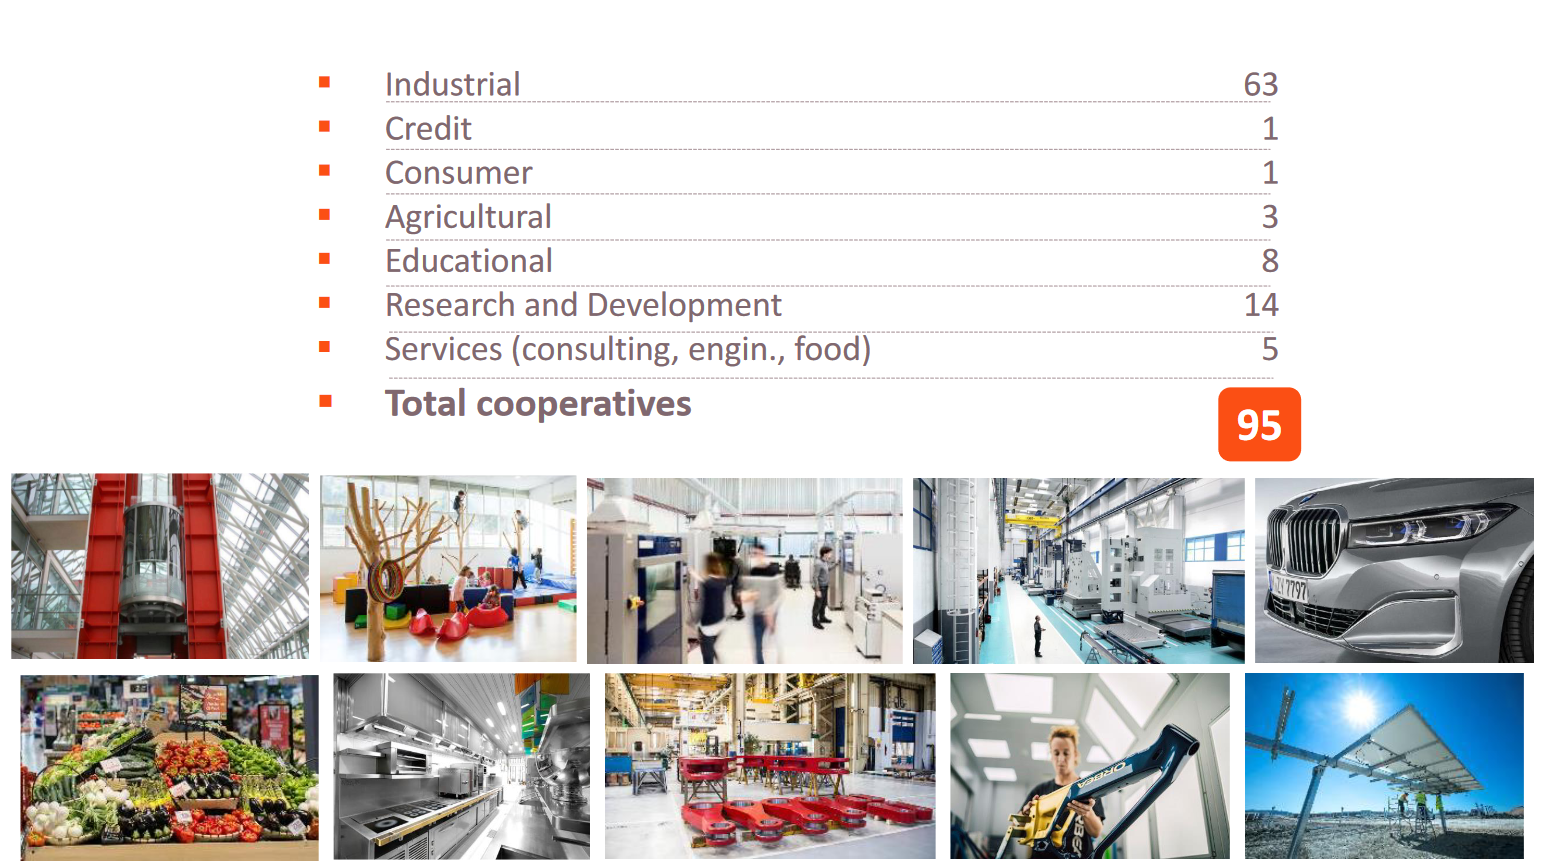 Industrial 63
Credit 1
Consumer 1
Agricultural 3
Educational 8
Research and Development 14
Services (consulting, engin., food) 5
Total cooperatives 95
ORBEA